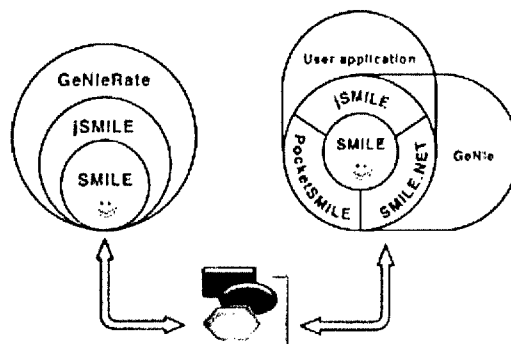 GeNIeRate
jSMILE
SMILE
User application
jSMILE
SMILE
PocketSMILE
SMILE.NET
GeNIe